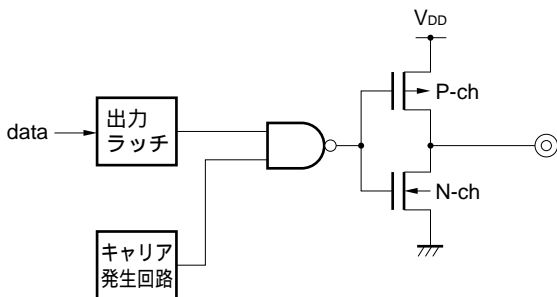 VDD
P-ch
data
出力
ラッチ
N-ch
キャリア
発生回路